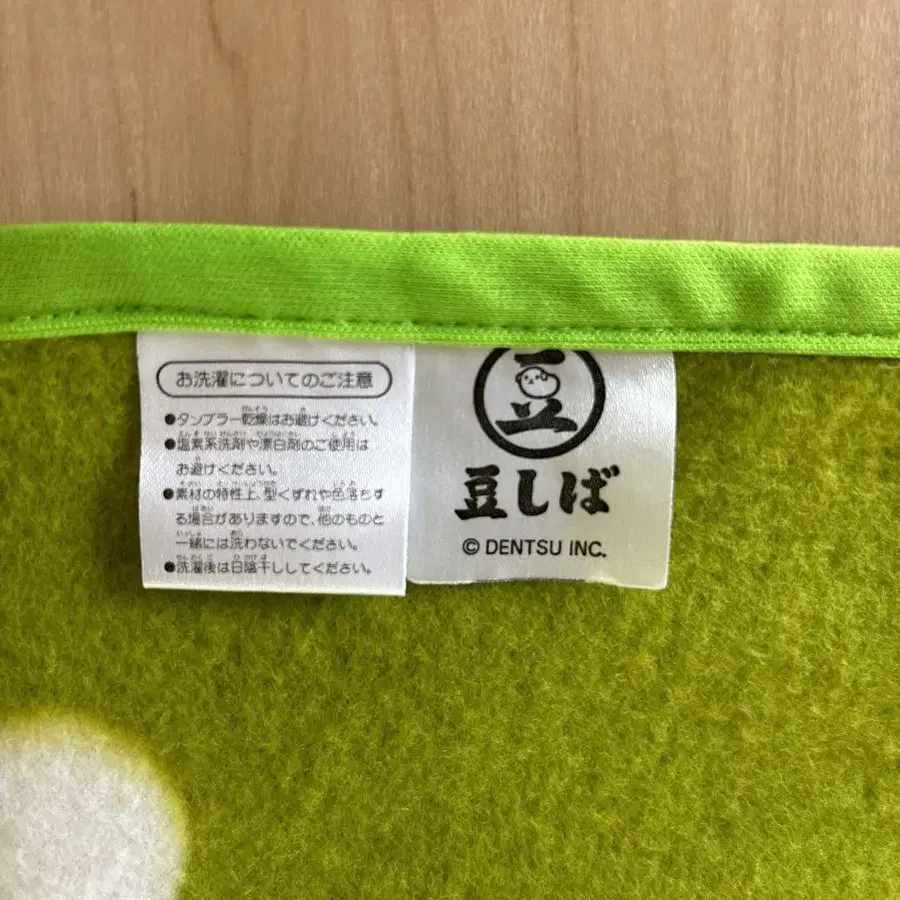 お洗濯についてのご注意
●タンブラー乾燥はお避けください。
●塩素系洗剤や漂白剤のご使用は
お避けください。
●素材の特性上、型くずれや色落ちす
る場合がありますので、他のものと
一緒には洗わないでください。
●洗濯後は日陰干ししてください。
豆
豆しば
© DENTSU INC.